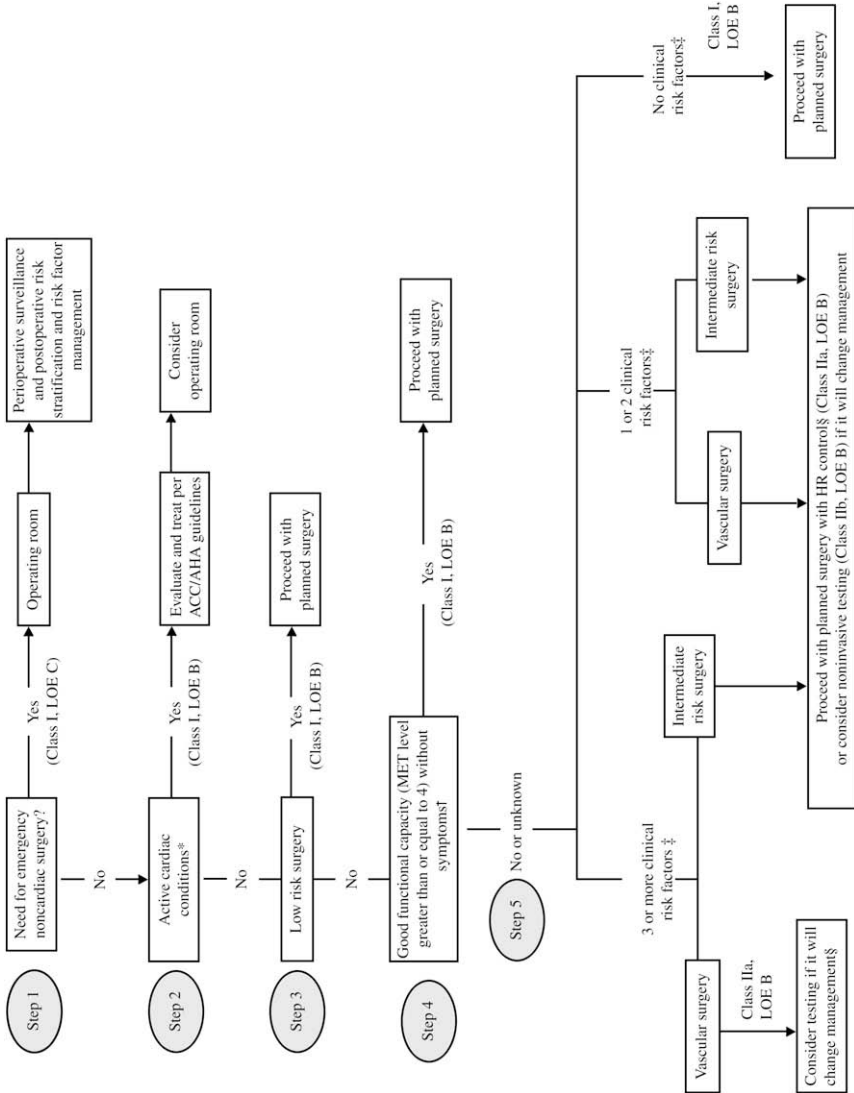 Step 1
Need for emergency
noncardiac surgery?
Yes
(Class I, LOE C)
Operating room
Perioperative surveillance
and postoperative risk
stratification and risk factor
management
No
Step 2
Active cardiac
conditions*
Yes
(Class I, LOE B)
Evaluate and treat per
ACC/AHA guidelines
Consider
operating room
No
Step 3
Low risk surgery
Yes
(Class I, LOE B)
Proceed with
planned surgery
No
Step 4
Good functional capacity (MET level
greater than or equal to 4) without
symptoms†
Yes
(Class I, LOE B)
Proceed with
planned surgery
Step 5
No or unknown
3 or more clinical
risk factors ‡
1 or 2 clinical
risk factors‡
No clinical
risk factors‡
Class I,
LOE B
Vascular surgery
Intermediate
risk surgery
Vascular surgery
Intermediate risk
surgery
Proceed with
planned surgery
Class IIa,
LOE B
Consider testing if it will
change management§
Proceed with planned surgery with HR control§ (Class IIa, LOE B)
or consider noninvasive testing (Class IIb, LOE B) if it will change management